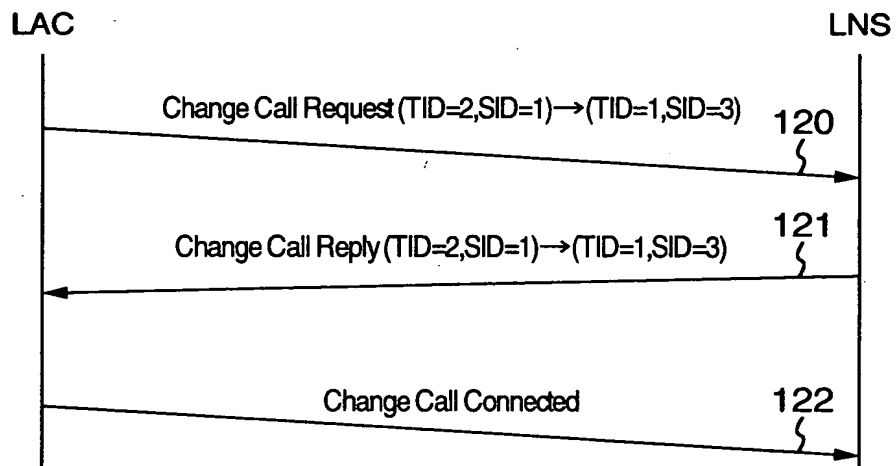 LAC LNS
Change Call Request (TID=2,SID=1)→(TID=1,SID=3)
120
Change Call Reply (TID=2,SID=1)→(TID=1,SID=3)
121
Change Call Connected
122